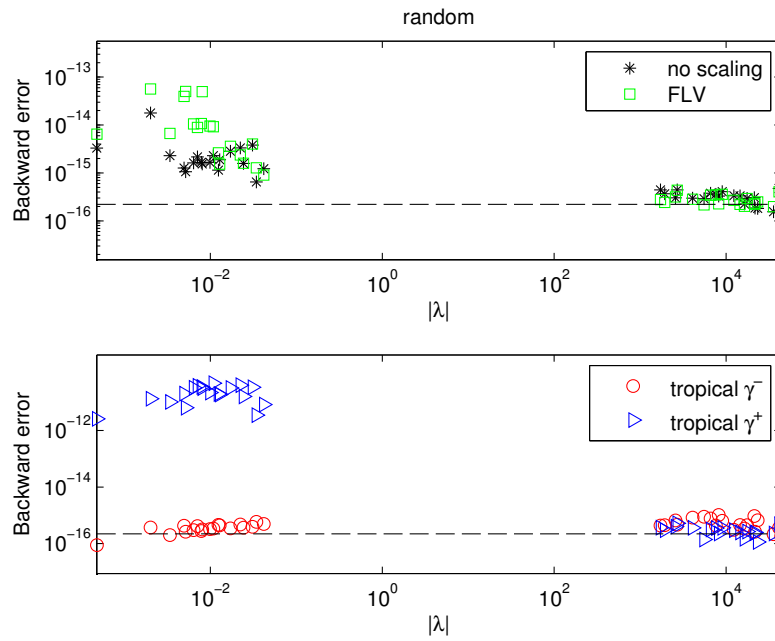 random
Backward error
10^{-13}
10^{-14}
10^{-15}
10^{-16}
no scaling
FLV
10^{-2}
10^{0}
10^{2}
10^{4}
|λ|
Backward error
10^{-12}
10^{-14}
10^{-16}
tropical γ^{-}
tropical γ^{+}
10^{-2}
10^{0}
10^{2}
10^{4}
|λ|